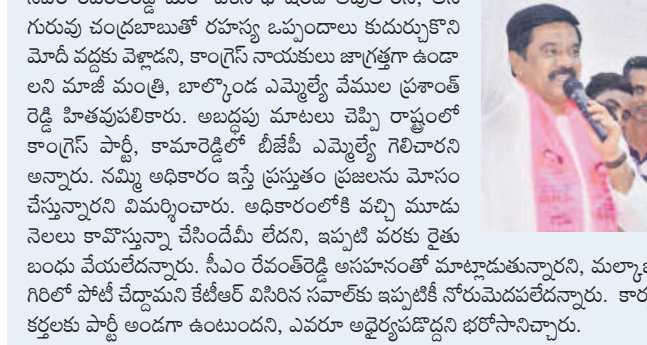 గురువు చంద్రబాబుతో రహస్య ఒప్పందాలు కుదుర్చుకొని
మోదీ వద్దకు వెళ్లాడని, కాంగ్రెస్ నాయకులు జాగ్రత్తగా ఉండా
లని మాజీ మంత్రి, బాల్కొండ ఎమ్మెల్యే వేముల ప్రశాంత్
రెడ్డి హితవుపలికారు. అబద్ధపు మాటలు చెప్పి రాష్ట్రంలో
కాంగ్రెస్ పార్టీ, కామారెడ్డిలో బీజేపీ ఎమ్మెల్యే గెలిచారని
అన్నారు. నమ్మి అధికారం ఇస్తే ప్రస్తుతం ప్రజలను మోసం
చేస్తున్నారని విమర్శించారు. అధికారంలోకి వచ్చి మూడు
నెలలు కావొస్తున్నా చేసిందేమీ లేదని, ఇప్పటి వరకు రైతు
బంధు వేయలేదన్నారు. సీఎం రేవంత్‌రెడ్డి అసహనంతో మాట్లాడుతున్నారని,
గిరిలో పోటీ చేద్దామని కేటీఆర్ విసిరిన సవాల్‌కు ఇప్పటికీ నోరుమెదపలేదన్నారు.
కర్తలకు పార్టీ అండగా ఉంటుందని, ఎవరూ అధైర్యపడొద్దని భరోసానిచ్చారు.